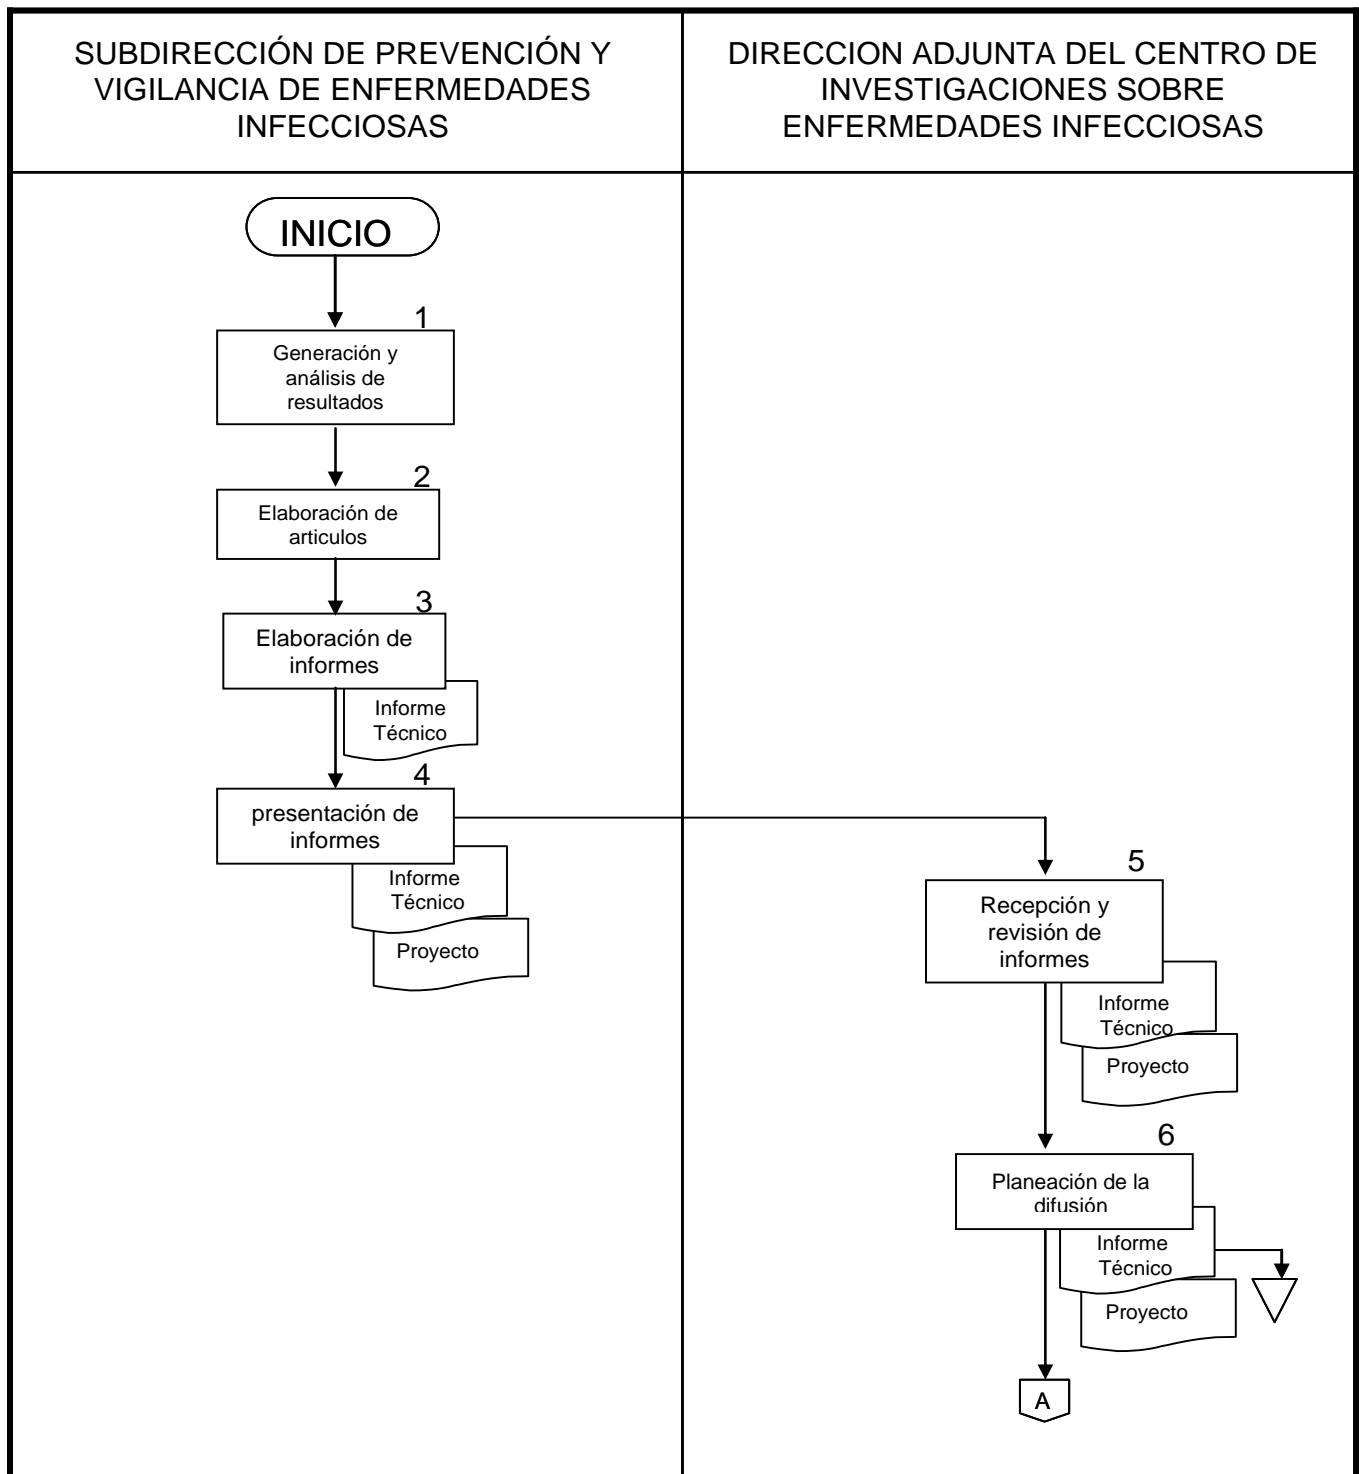 SUBDIRECCIÓN DE PREVENCIÓN Y
VIGILANCIA DE ENFERMEDADES
INFECCIOSAS
DIRECCION ADJUNTA DEL CENTRO DE
INVESTIGACIONES SOBRE
ENFERMEDADES INFECCIOSAS
INICIO
1
Generación y
análisis de
resultados
2
Elaboración de
articulos
3
Elaboración de
informes
Informe
Técnico
4
presentación de
informes
Informe
Técnico
Proyecto
5
Recepción y
revisión de
informes
Informe
Técnico
Proyecto
6
Planeación de la
difusión
Informe
Técnico
Proyecto
A